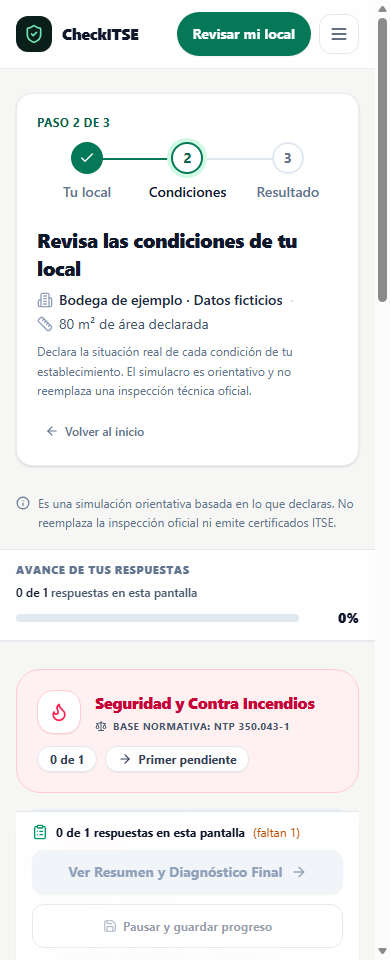 CheckITSE
Revisar mi local
PASO 2 DE 3
2
3
Tu local
Condiciones
Resultado
Revisa las condiciones de tu
local
Bodega de ejemplo · Datos ficticios ·
80 m² de área declarada
Declara la situación real de cada condición de tu
establecimiento. El simulacro es orientativo y no
reemplaza una inspección técnica oficial.
Volver al inicio
Es una simulación orientativa basada en lo que declaras. No
reemplaza la inspección oficial ni emite certificados ITSE.
AVANCE DE TUS RESPUESTAS
0 de 1 respuestas en esta pantalla
0%
Seguridad y Contra Incendios
BASE NORMATIVA: NTP 350.043-1
0 de 1
Primer pendiente
0 de 1 respuestas en esta pantalla (faltan 1)
Ver Resumen y Diagnóstico Final
Pausar y guardar progreso